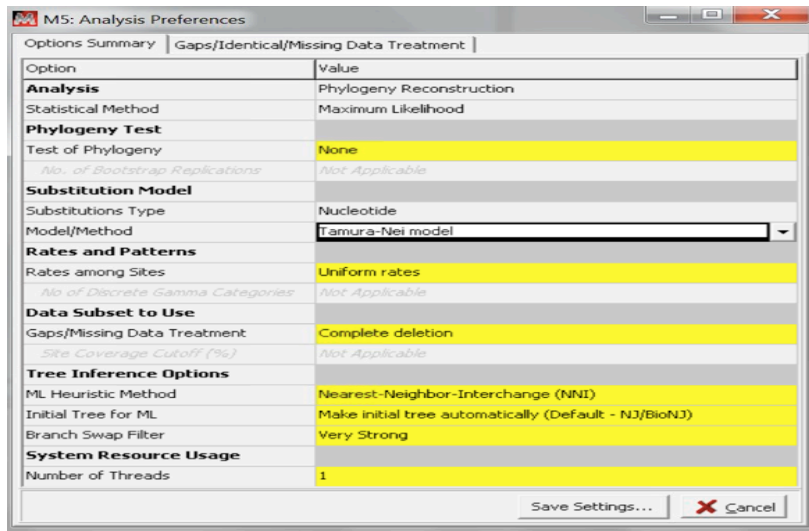 M5: Analysis Preferences
Options Summary Gaps/Identical/Missing Data Treatment
Option Value
Analysis Phylogeny Reconstruction
Statistical Method Maximum Likelihood
Phylogeny Test
Test of Phylogeny None
No. of Bootstrap Replications Not Applicable
Substitution Model
Substitutions Type Nucleotide
Model/Method Tamura-Nei model
Rates and Patterns
Rates among Sites Uniform rates
No of Discrete Gamma Categories Not Applicable
Data Subset to Use
Gaps/Missing Data Treatment Complete deletion
Site Coverage Cutoff (%) Not Applicable
Tree Inference Options
ML Heuristic Method Nearest-Neighbor-Interchange (NNI)
Initial Tree for ML Make initial tree automatically (Default - NJ/BioNJ)
Branch Swap Filter Very Strong
System Resource Usage
Number of Threads 1
Save Settings... Cancel